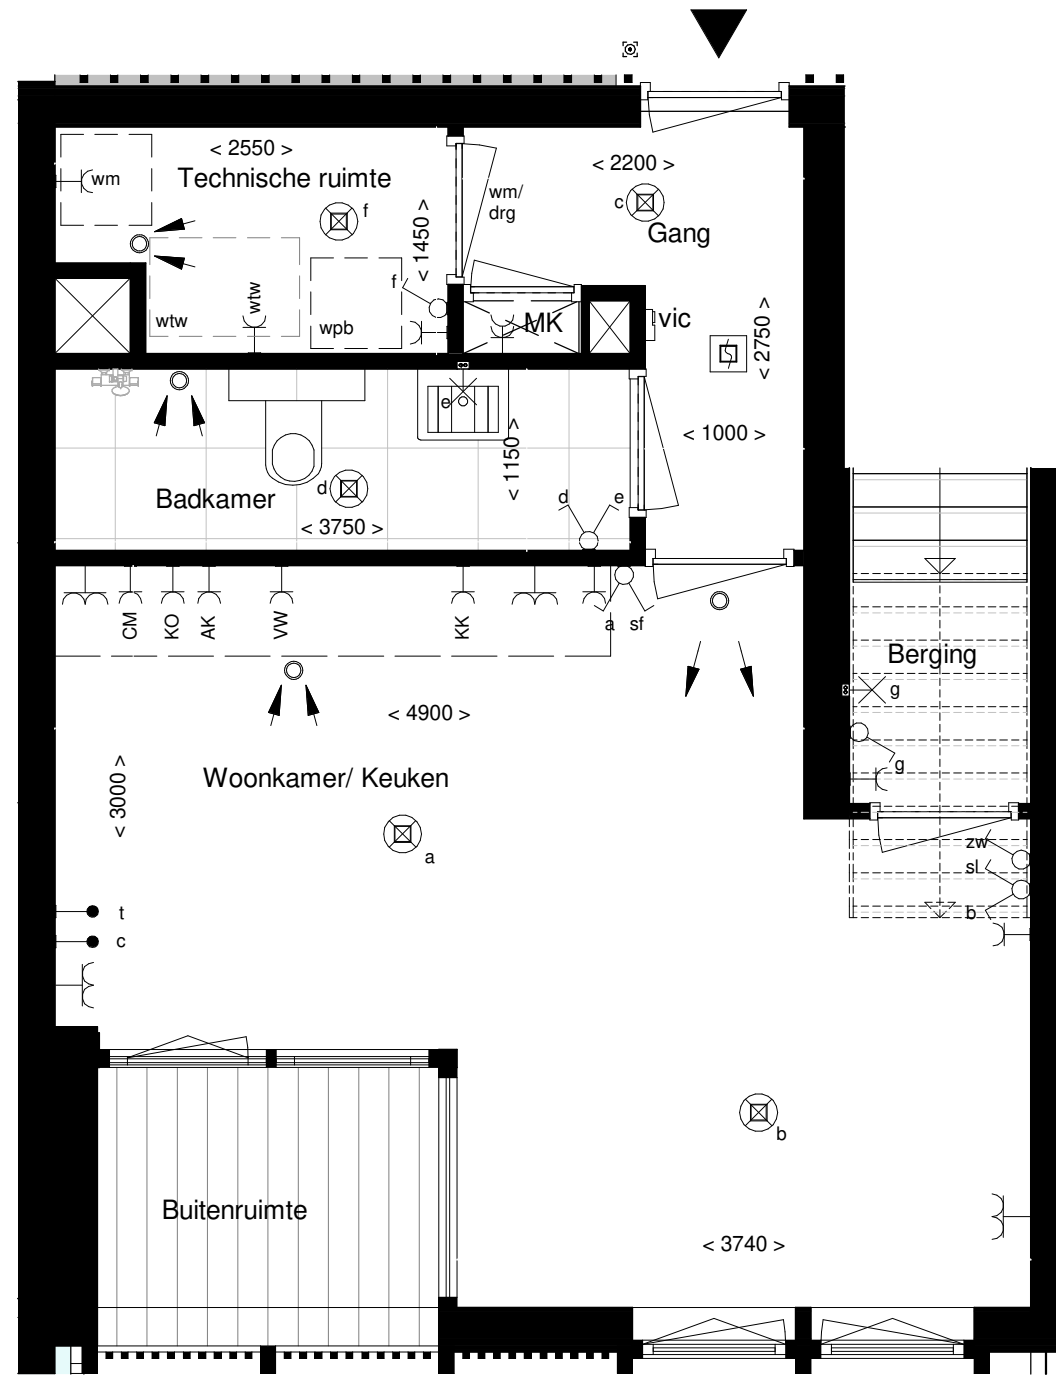 < 2550 >
Technische ruimte
wm
f
< 1450 >
f
wtw
wtw
wpb
wm/
drg
< 2200 >
c
Gang
MK
vic
< 2750 >
< 1000 >
e
< 1150 >
Badkamer
d
< 3750 >
d
e
CM
KO
AK
VW
KK
a
sf
< 4900 >
< 3000 >
Woonkamer/ Keuken
a
Berging
g
g
zw
sl
b
t
c
b
Buitenruimte
< 3740 >